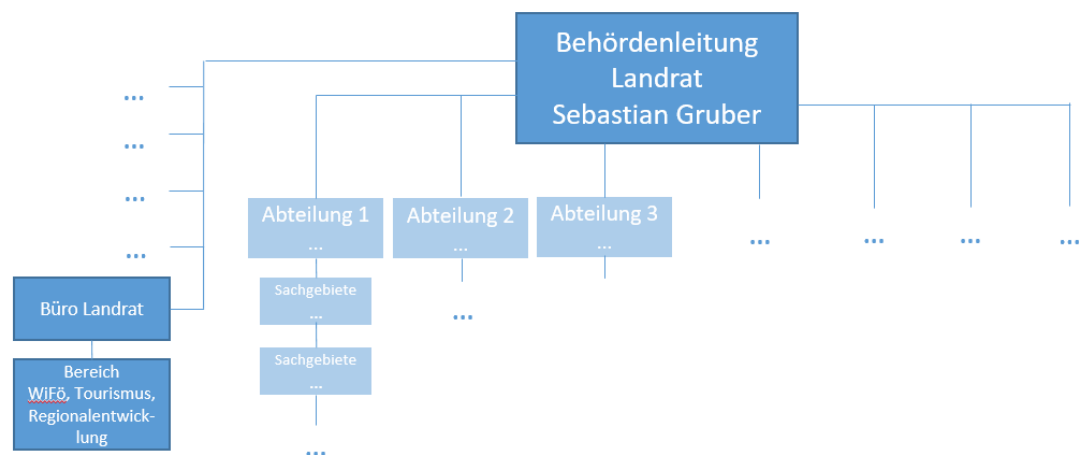 Behördenleitung
Landrat
Sebastian Gruber
...
...
...
...
Büro Landrat
Bereich
WiFö, Tourismus,
Regionalentwick-
lung
Abteilung 1
...
Sachgebiete
...
Sachgebiete
...
...
Abteilung 2
...
...
Abteilung 3
...
...
...
...
...